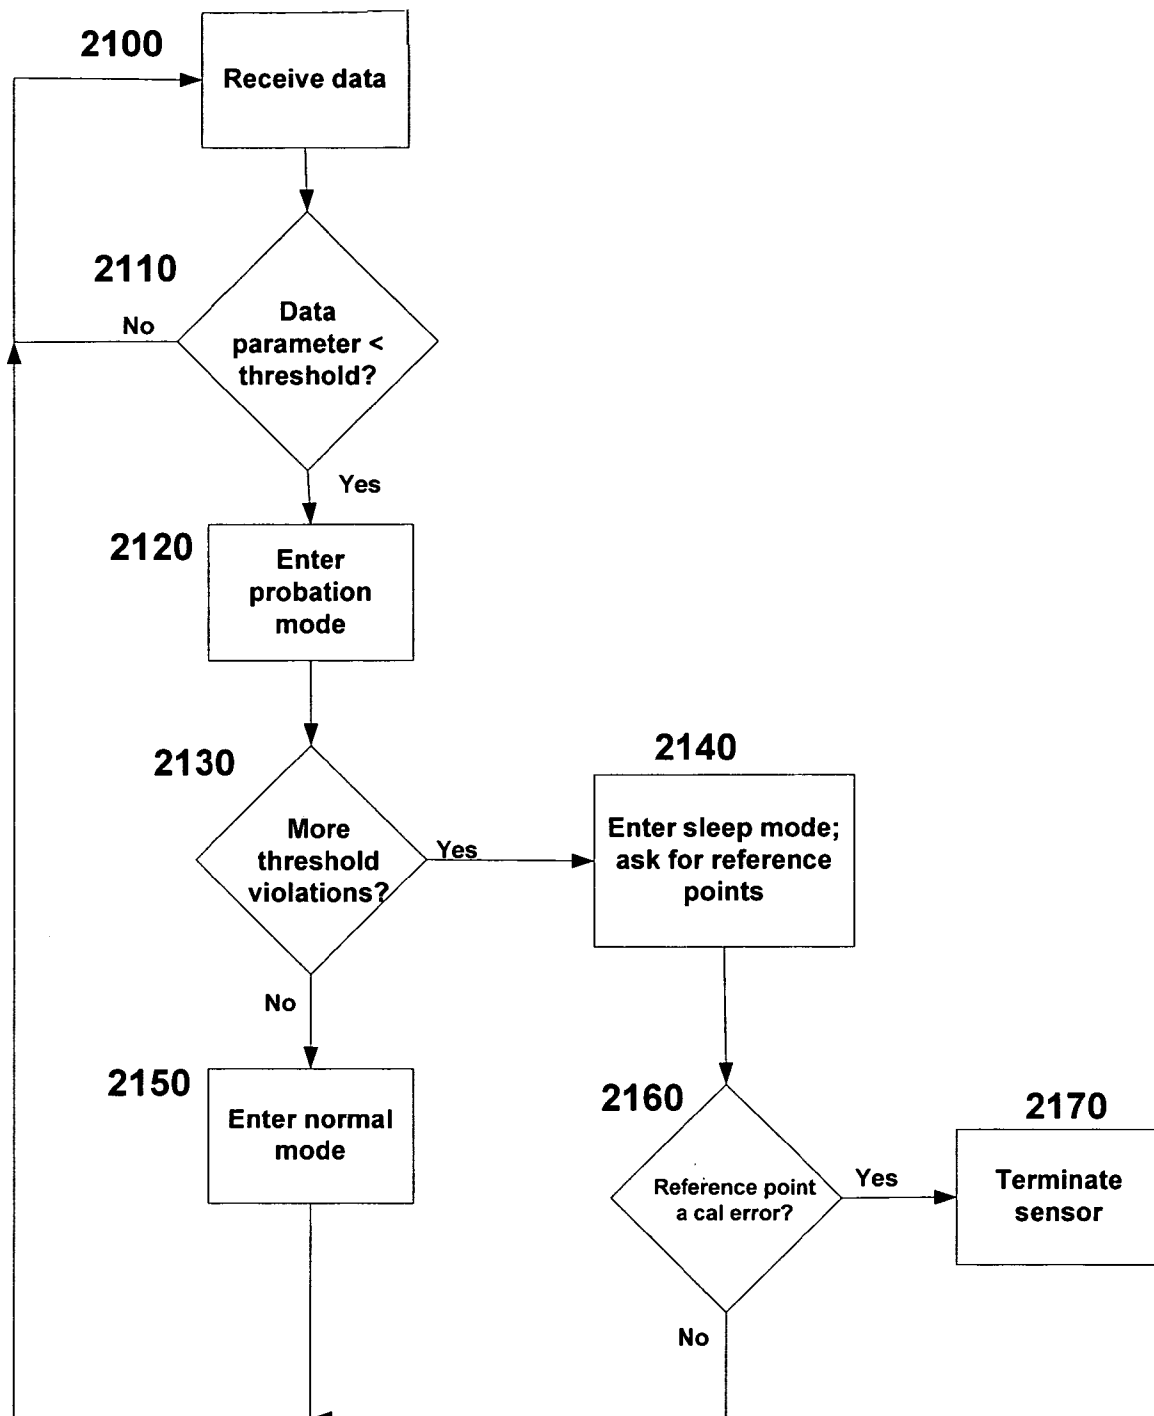 2100
Receive data
2110
No
Data
parameter <
threshold?
Yes
2120
Enter
probation
mode
2130
More
threshold
violations?
Yes
2140
Enter sleep mode;
ask for reference
points
No
2150
Enter normal
mode
2160
Reference point
a cal error?
Yes
2170
Terminate
sensor
No